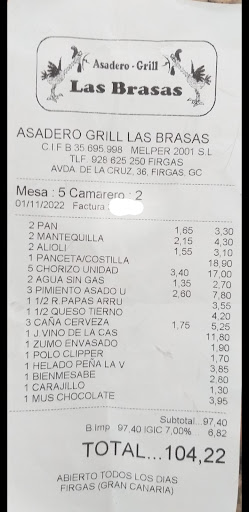 Asadero - Grill
Las Brasas
ASADERO GRILL LAS BRASAS
C I F B 35.695.998 MELPER 2001 S.L
TLF. 928 625 250 FIRGAS
AVDA. DE LA CRUZ, 36. FIRGAS. GC
Mesa : 5 Camarero : 2
01/11/2022 Factura :
2 PAN 1,65 3,30
2 MANTEQUILLA 2,15 4,30
2 ALIOLI 1,55 3,10
1 PANCETA/COSTILLA 18,90
5 CHORIZO UNIDAD 3,40 17,00
2 AGUA SIN GAS 1,35 2,70
3 PIMIENTO ASADO U 2,60 7,80
1 1/2 R.PAPAS ARRU 3,55
1 1/2 QUESO TIERNO 4,20
3 CAÑA CERVEZA 1,75 5,25
1 J.VINO DE LA CAS 11,80
1 ZUMO ENVASADO 1,90
1 POLO CLIPPER 1,70
1 HELADO PEÑA LA V 3,85
1 BIENMESABE 2,80
1 CARAJILLO 1,30
1 MUS CHOCOLATE 3,95
Subtotal...97,40
B.Imp 97.40 IGIC 7,00% 6,82
TOTAL...104,22
ABIERTO TODOS LOS DIAS
FIRGAS (GRAN CANARIA)